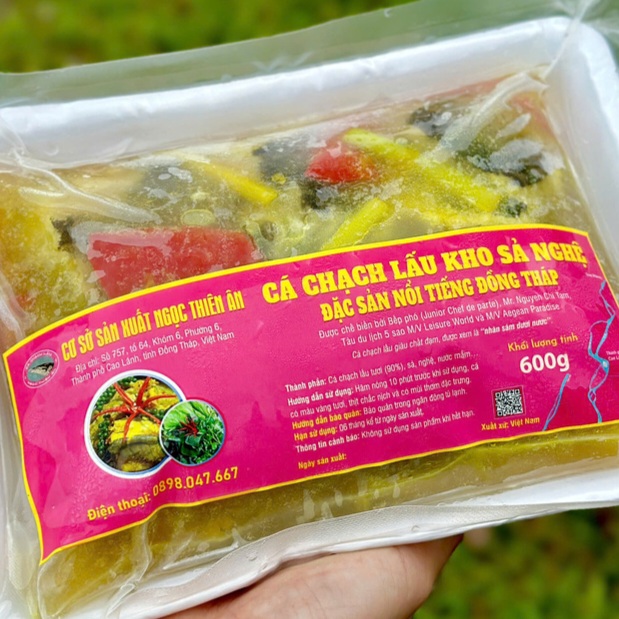 CƠ SỞ SẢN XUẤT NGỌC THIÊN ÂN
Địa chỉ: Số 757, tổ 64, Khóm 6, Phường 6,
Thành phố Cao Lãnh, tỉnh Đồng Tháp, Việt Nam
Điện thoại: 0898.047.667
CÁ CHẠCH LẤU KHO SẢ NGHỆ
ĐẶC SẢN NỔI TIẾNG ĐỒNG THÁP
Được chế biến bởi Bếp phó (Junior Chef de partie), Mr. Nguyen Chi Tam,
Tàu du lịch 5 sao M/V Leisure World và M/V Aegean Paradise
Cá chạch lấu giàu chất đạm, được xem là "nhân sâm dưới nước"
Thành phần: Cá chạch lấu tươi (90%), sả, nghệ, nước mắm...
Hướng dẫn sử dụng: Hâm nóng 10 phút trước khi sử dụng, cá
có màu vàng tươi, thịt chắc nịch và có mùi thơm đặc trưng.
Hướng dẫn bảo quản: Bảo quản trong ngăn đông tủ lạnh.
Hạn sử dụng: 06 tháng kể từ ngày sản xuất.
Thông tin cảnh báo: Không sử dụng sản phẩm khi hết hạn.
Ngày sản xuất:
Khối lượng tịnh
600g
Xuất xứ: Việt Nam